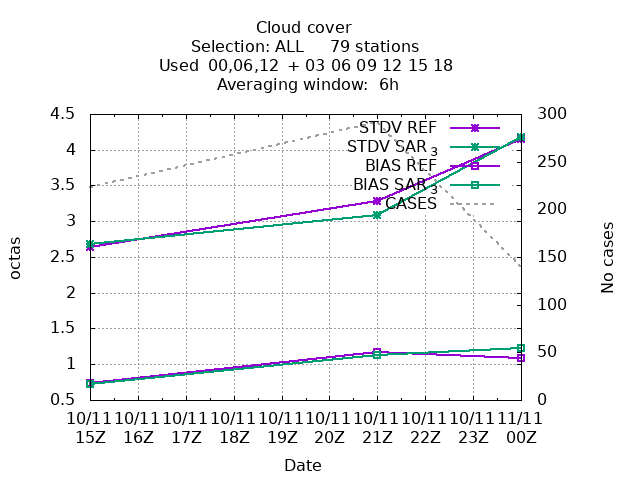 Cloud cover
Selection: ALL 79 stations
Used 00,06,12 + 03 06 09 12 15 18
Averaging window: 6h
STDV REF
STDV SAR 3
BIAS REF
BIAS SAR 3
CASES
4.5
4
3.5
3
2.5
2
1.5
1
0.5
octas
300
250
200
150
100
50
0
No cases
10/11 10/11 10/11 10/11 10/11 10/11 10/11 10/11 10/11 11/11
15Z 16Z 17Z 18Z 19Z 20Z 21Z 22Z 23Z 00Z
Date